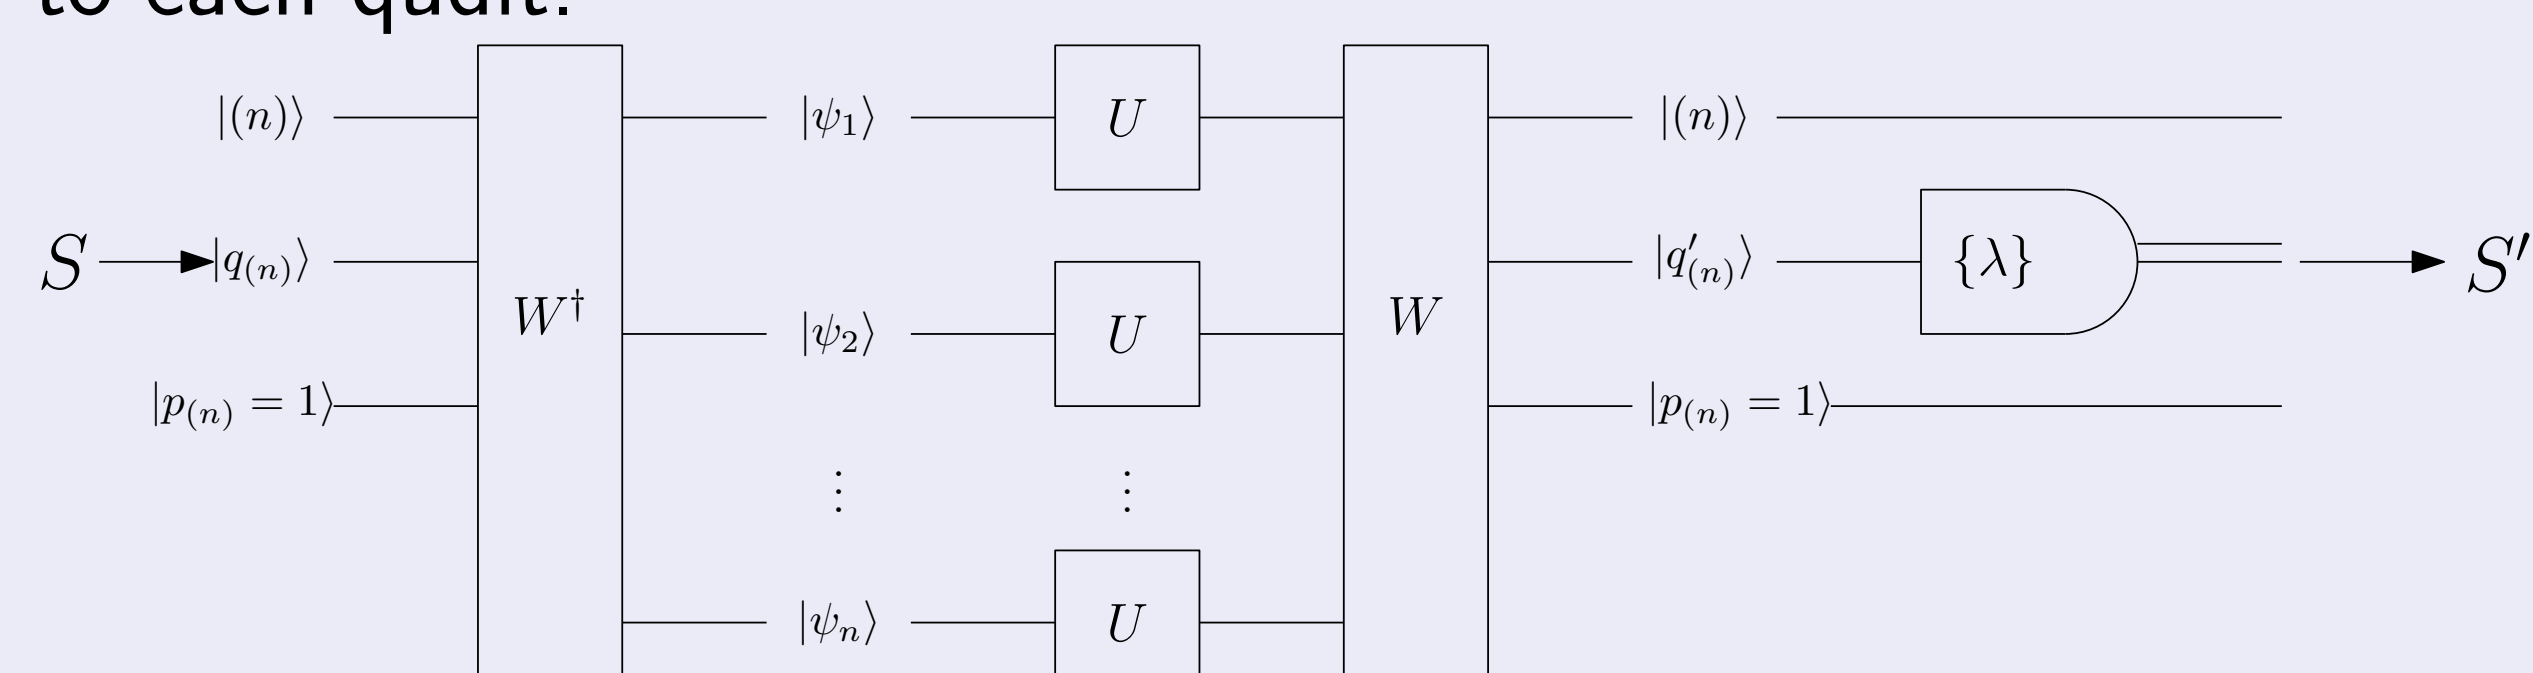 to each qudit:
|(n)⟩ |ψ₁⟩ U |(n)⟩
S |q₍ₙ₎⟩ W† |ψ₂⟩ U W |q′₍ₙ₎⟩ {λ} S′
|p₍ₙ₎ = 1⟩ |p₍ₙ₎ = 1⟩
⋮ ⋮
|ψₙ⟩ U